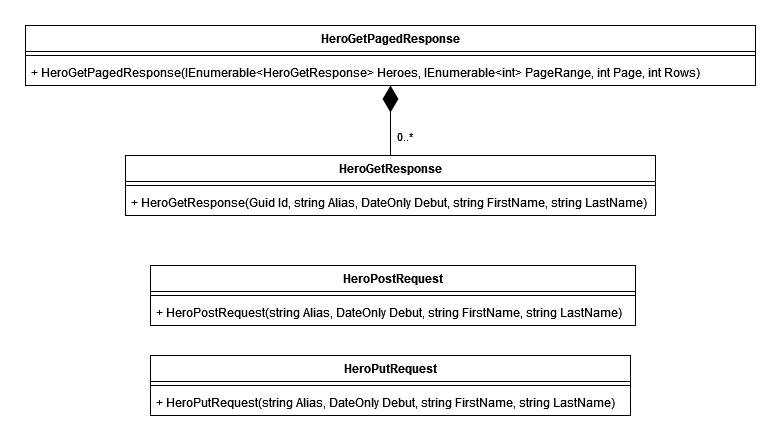 HeroGetPagedResponse
+ HeroGetPagedResponse(IEnumerable<HeroGetResponse> Heroes, IEnumerable<int> PageRange, int Page, int Rows)
0..*
HeroGetResponse
+ HeroGetResponse(Guid Id, string Alias, DateOnly Debut, string FirstName, string LastName)
HeroPostRequest
+ HeroPostRequest(string Alias, DateOnly Debut, string FirstName, string LastName)
HeroPutRequest
+ HeroPutRequest(string Alias, DateOnly Debut, string FirstName, string LastName)